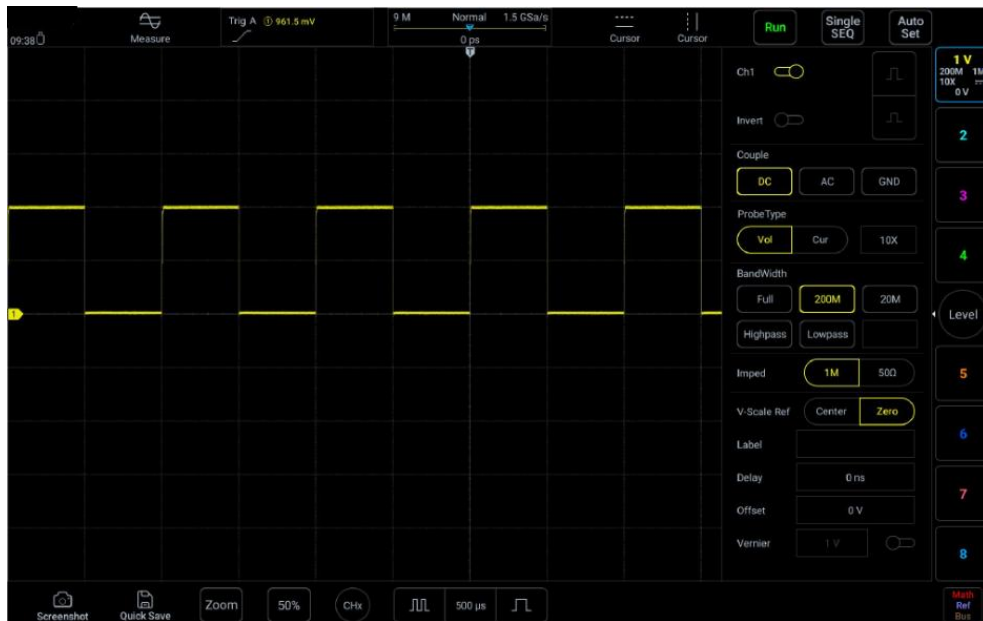 09:38
Measure
Trig A ① 961.5 mV
9 M Normal 1.5 GSa/s
0 ps
Cursor
Cursor
Run
Single
SEQ
Auto
Set
T
1
Ch1
Invert
Couple
DC AC GND
ProbeType
Vol Cur 10X
BandWidth
Full 200M 20M
Highpass Lowpass
Imped 1M 50Ω
V-Scale Ref Center Zero
Label
Delay 0 ns
Offset 0 V
Vernier 1 V
1 V
200M 1M
10X
0 V
2
3
4
Level
5
6
7
8
Screenshot
Quick Save
Zoom
50%
CHx
500 µs
Math
Ref
Bus